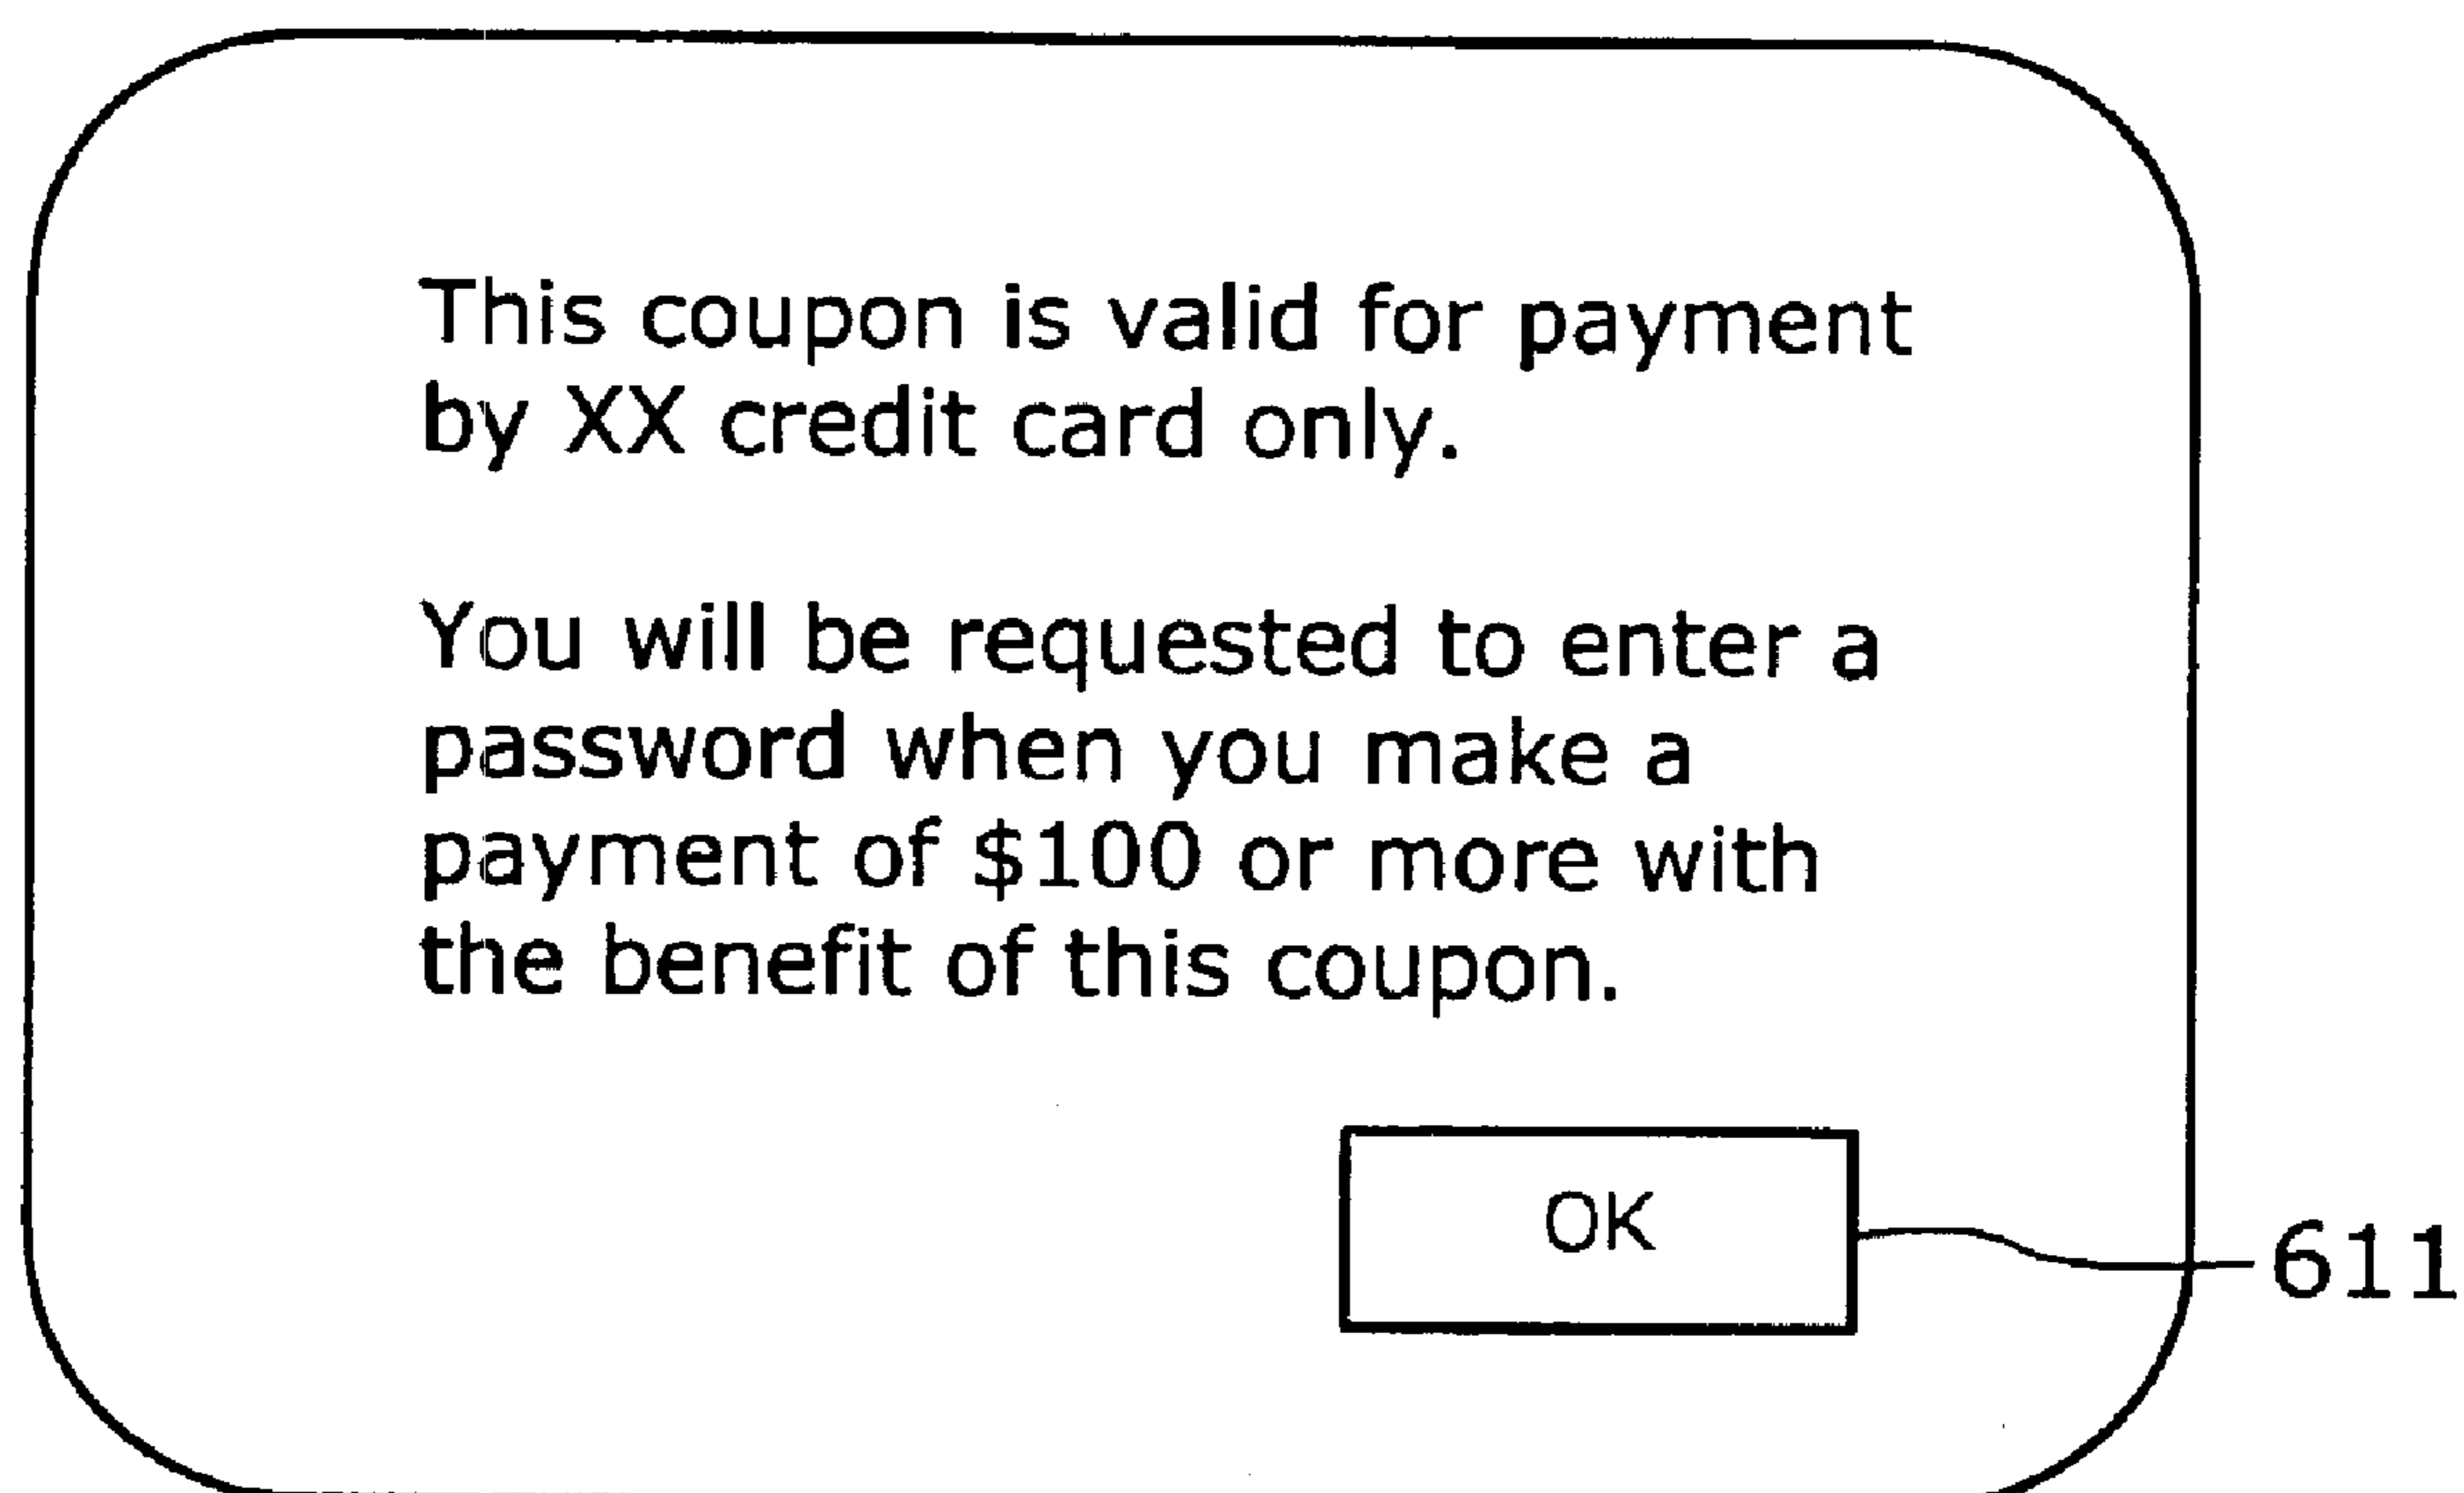 This coupon is valid for payment
by XX credit card only.
You will be requested to enter a
password when you make a
payment of $100 or more with
the benefit of this coupon.
OK
611